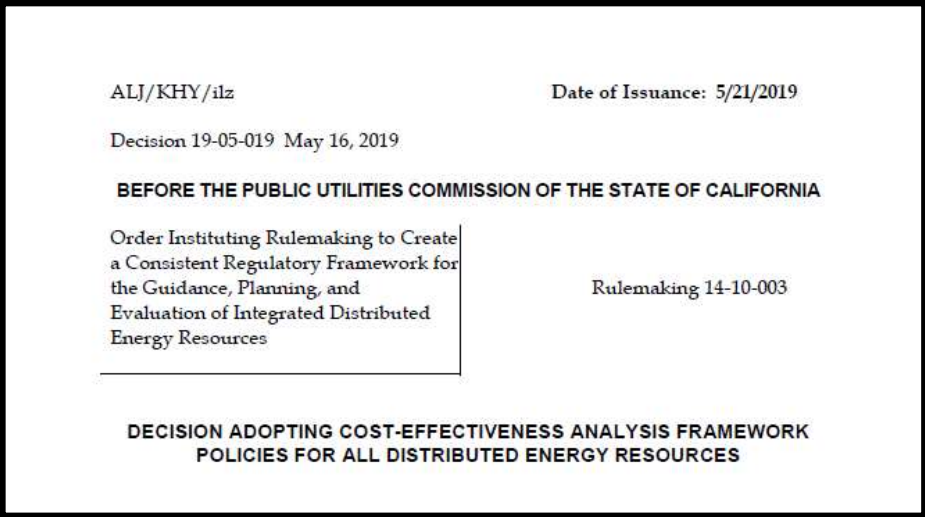 ALJ/KHY/ilz
Date of Issuance: 5/21/2019
Decision 19-05-019 May 16, 2019
BEFORE THE PUBLIC UTILITIES COMMISSION OF THE STATE OF CALIFORNIA
Order Instituting Rulemaking to Create
a Consistent Regulatory Framework for
the Guidance, Planning, and
Evaluation of Integrated Distributed
Energy Resources
Rulemaking 14-10-003
DECISION ADOPTING COST-EFFECTIVENESS ANALYSIS FRAMEWORK
POLICIES FOR ALL DISTRIBUTED ENERGY RESOURCES